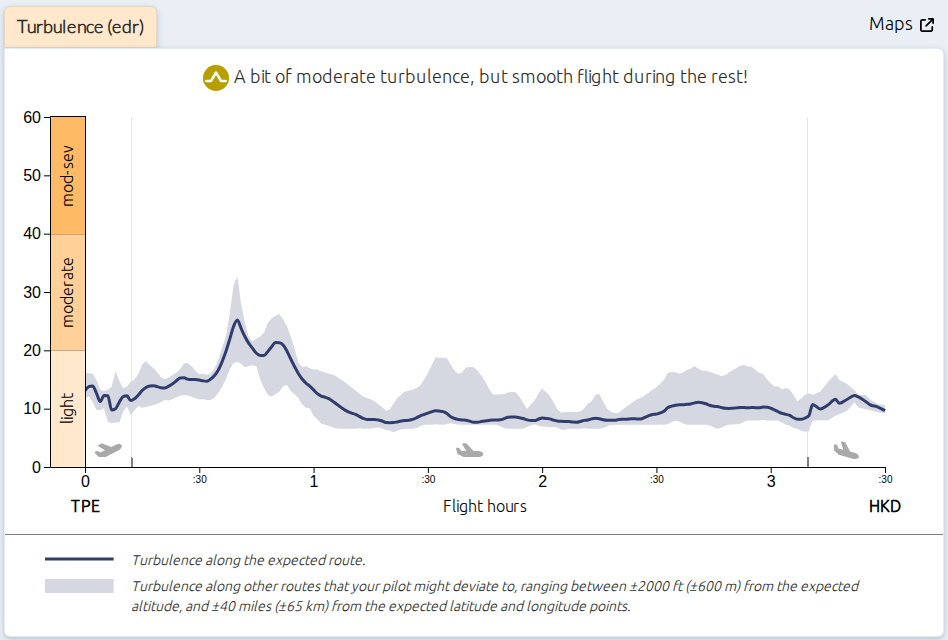 Turbulence (edr)
Maps
A bit of moderate turbulence, but smooth flight during the rest!
60
50
40
30
20
10
0
mod-sev
moderate
light
0
:30
1
:30
2
:30
3
:30
TPE
Flight hours
HKD
Turbulence along the expected route.
Turbulence along other routes that your pilot might deviate to, ranging between ±2000 ft (±600 m) from the expected
altitude, and ±40 miles (±65 km) from the expected latitude and longitude points.